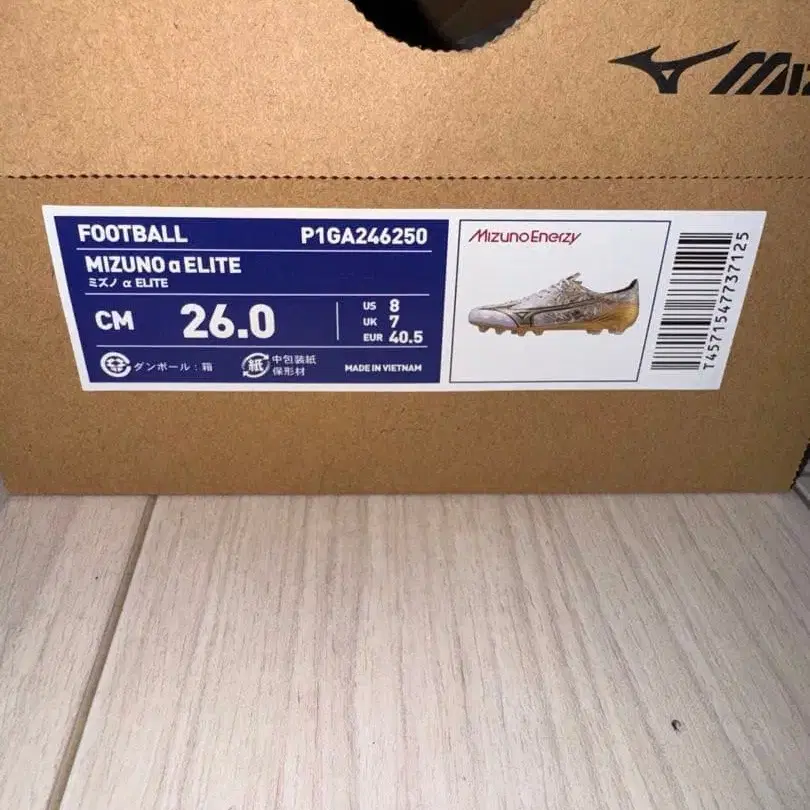 MIZ
FOOTBALL P1GA246250
MIZUNO α ELITE
ミズノ α ELITE
CM 26.0
US 8
UK 7
EUR 40.5
ダンボール：箱
紙
中包装紙
保形材
MADE IN VIETNAM
MizunoEnerzy
T4571547737125